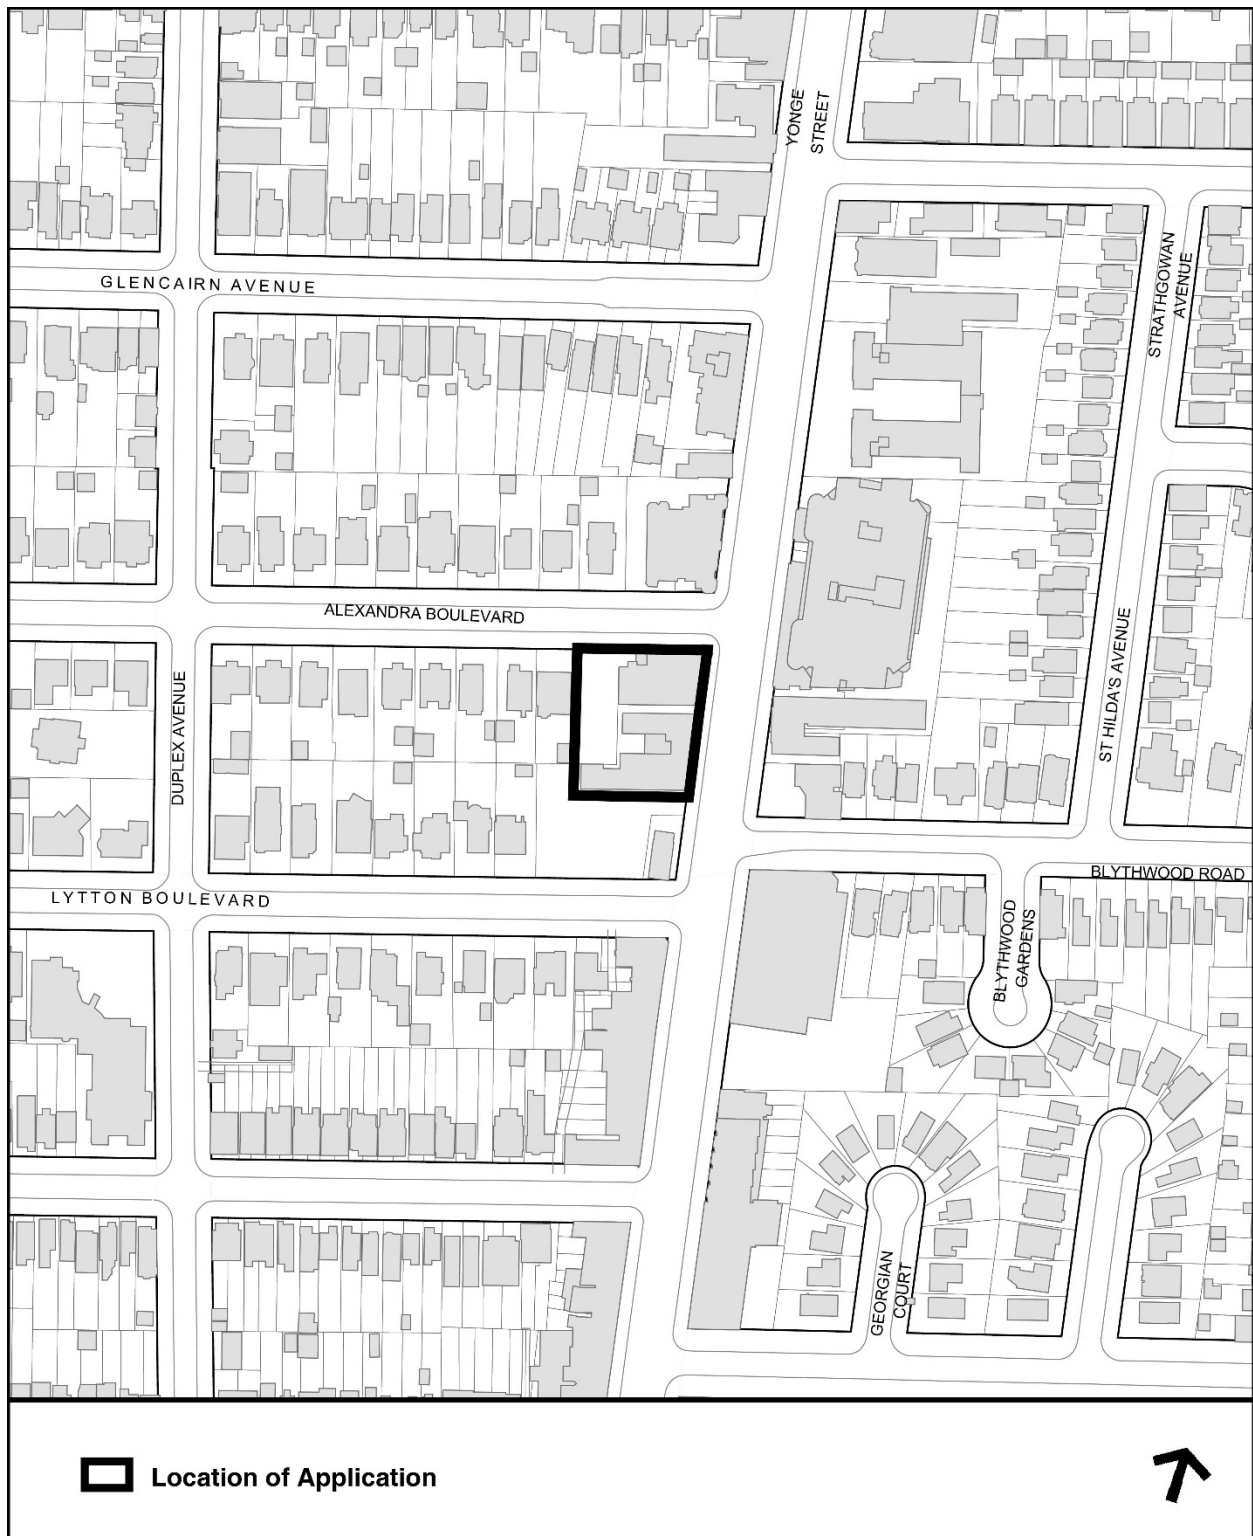 YONGE
STREET
STRATHGOWAN
AVENUE
GLENCAIRN AVENUE
ALEXANDRA BOULEVARD
ST HILDA'S AVENUE
DUPLEX AVENUE
BLYTHWOOD ROAD
LYTTON BOULEVARD
BLYTHWOOD
GARDENS
GEORGIAN
COURT
Location of Application